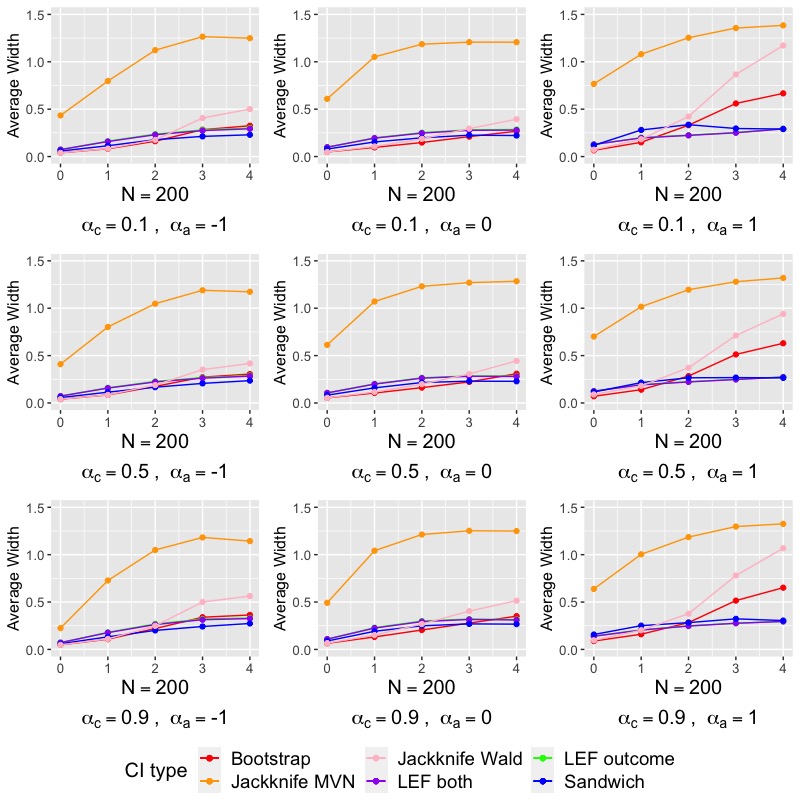 Average Width
1.5
1.0
0.5
0.0
0 1 2 3 4
N = 200
αc = 0.1 , αa = -1
Average Width
1.5
1.0
0.5
0.0
0 1 2 3 4
N = 200
αc = 0.1 , αa = 0
Average Width
1.5
1.0
0.5
0.0
0 1 2 3 4
N = 200
αc = 0.1 , αa = 1
Average Width
1.5
1.0
0.5
0.0
0 1 2 3 4
N = 200
αc = 0.5 , αa = -1
Average Width
1.5
1.0
0.5
0.0
0 1 2 3 4
N = 200
αc = 0.5 , αa = 0
Average Width
1.5
1.0
0.5
0.0
0 1 2 3 4
N = 200
αc = 0.5 , αa = 1
Average Width
1.5
1.0
0.5
0.0
0 1 2 3 4
N = 200
αc = 0.9 , αa = -1
Average Width
1.5
1.0
0.5
0.0
0 1 2 3 4
N = 200
αc = 0.9 , αa = 0
Average Width
1.5
1.0
0.5
0.0
0 1 2 3 4
N = 200
αc = 0.9 , αa = 1
CI type
Bootstrap
Jackknife MVN
Jackknife Wald
LEF both
LEF outcome
Sandwich